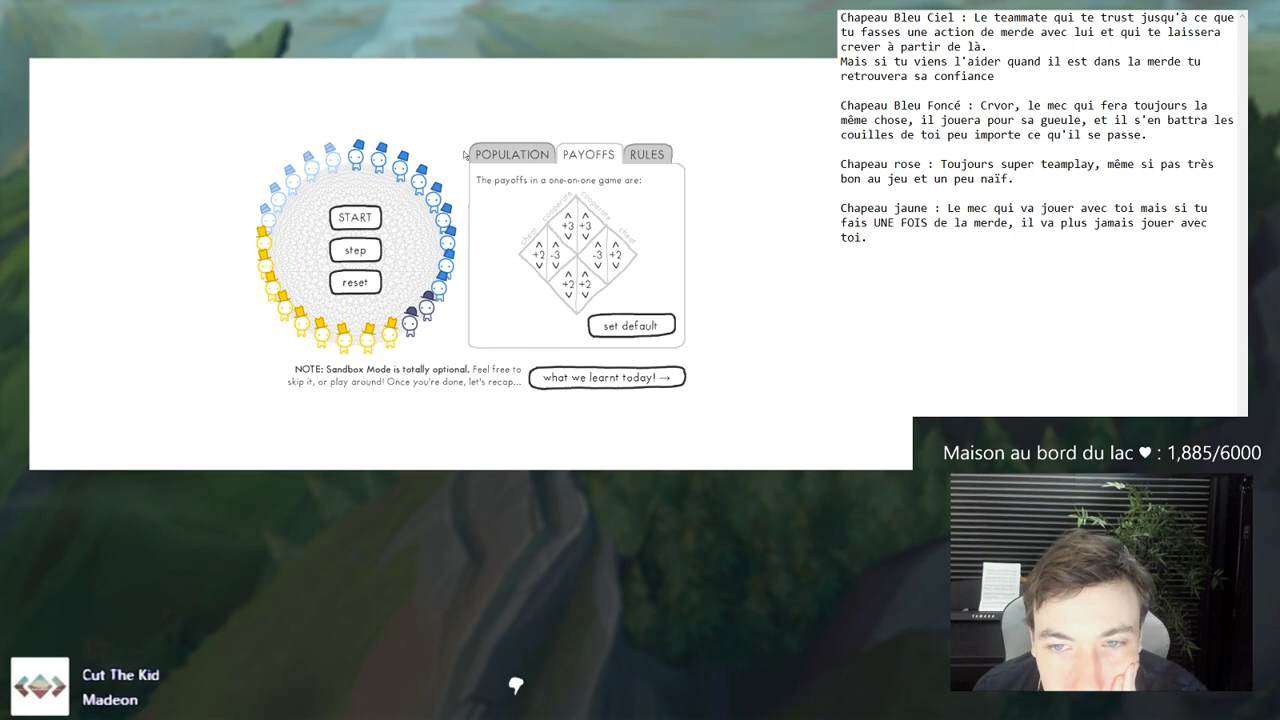 Chapeau Bleu Ciel : Le teammate qui te trust jusqu'à ce que
tu fasses une action de merde avec lui et qui te laissera
crever à partir de là.
Mais si tu viens l'aider quand il est dans la merde tu
retrouvera sa confiance
Chapeau Bleu Foncé : Crvor, le mec qui fera toujours la
même chose, il jouera pour sa gueule, et il s'en battra les
couilles de toi peu importe ce qu'il se passe.
Chapeau rose : Toujours super teamplay, même si pas très
bon au jeu et un peu naïf.
Chapeau jaune : Le mec qui va jouer avec toi mais si tu
fais UNE FOIS de la merde, il va plus jamais jouer avec
toi.
POPULATION PAYOFFS RULES
The payoffs in a one-on-one game are:
cooperate cooperate
cheat cheat
+3 +3
+2 -3 -3 +2
+2 +2
set default
START
step
reset
NOTE: Sandbox Mode is totally optional. Feel free to
skip it, or play around! Once you're done, let's recap...
what we learnt today! →
Maison au bord du lac ♥ : 1,885/6000
YAMAHA
Cut The Kid
Madeon